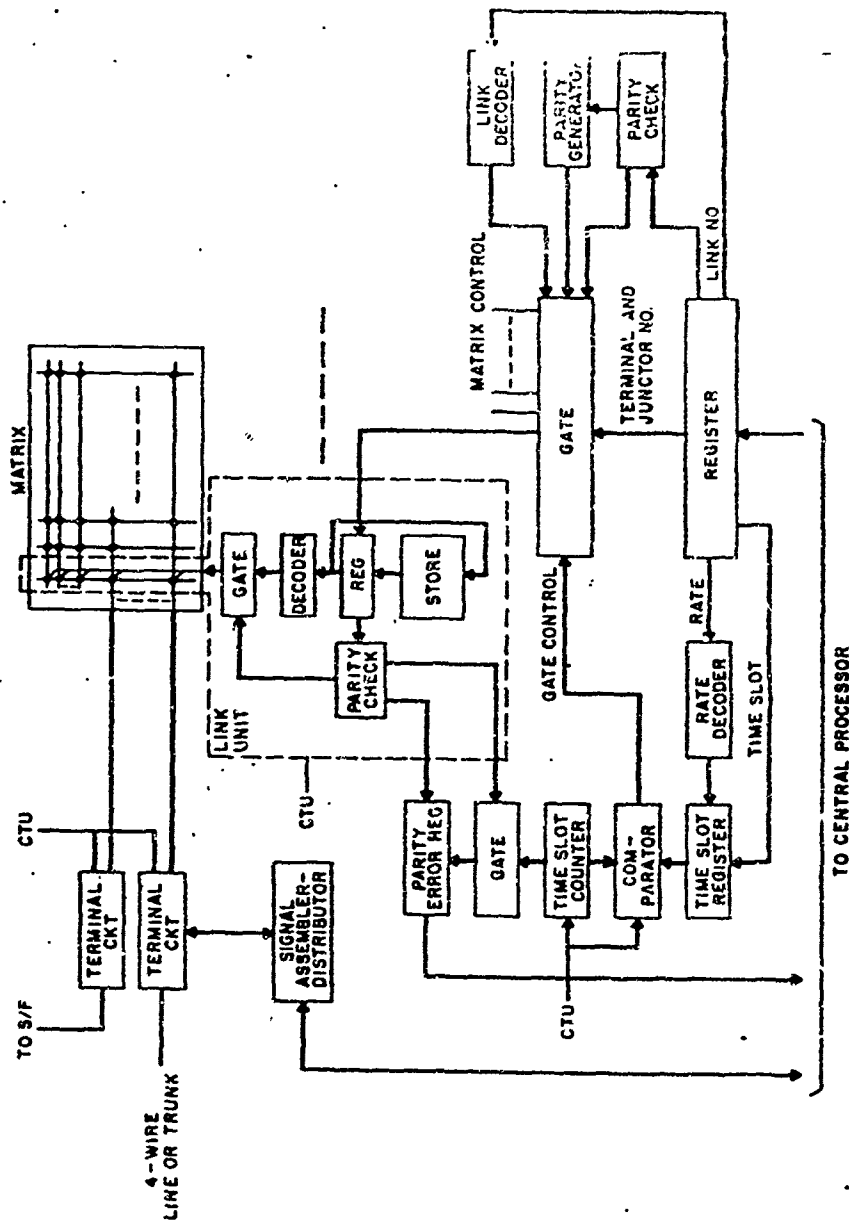 MATRIX
CTU
TERMINAL
CKT
TERMINAL
CKT
TO S/F
4-WIRE
LINE OR TRUNK
SIGNAL
ASSEMBLER-
DISTRIBUTOR
CTU
LINK
UNIT
GATE
DECODER
REG
STORE
PARITY
CHECK
PARITY
ERROR REG
GATE
TIME SLOT
COUNTER
CTU
COM-
PARATOR
TIME SLOT
REGISTER
GATE CONTROL
RATE
RATE
DECODER
TIME SLOT
MATRIX CONTROL
GATE
TERMINAL AND
JUNCTOR NO.
REGISTER
LINK NO
LINK
DECODER
PARITY
GENERATOR
PARITY
CHECK
TO CENTRAL PROCESSOR